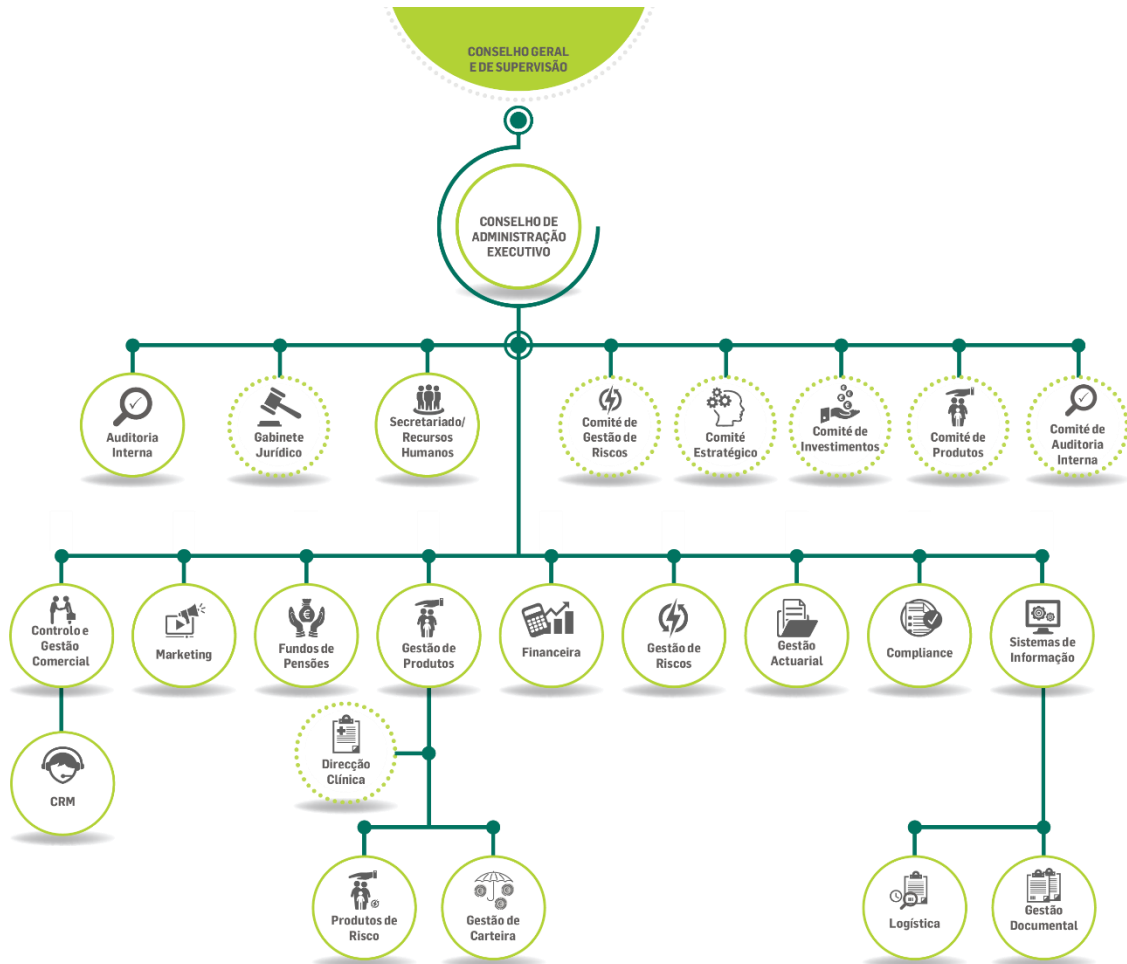 CONSELHO GERAL
E DE SUPERVISÃO
CONSELHO DE
ADMINISTRAÇÃO
EXECUTIVO
Auditoria
Interna
Gabinete
Jurídico
Secretariado/
Recursos
Humanos
Comité de
Gestão de
Riscos
Comité
Estratégico
Comité de
Investimentos
Comité de
Produtos
Comité de
Auditoria
Interna
Controlo e
Gestão
Comercial
Marketing
Fundos de
Pensões
Gestão de
Produtos
Financeira
Gestão de
Riscos
Gestão
Actuarial
Compliance
Sistemas de
Informação
CRM
Direcção
Clínica
Produtos de
Risco
Gestão de
Carteira
Logística
Gestão
Documental